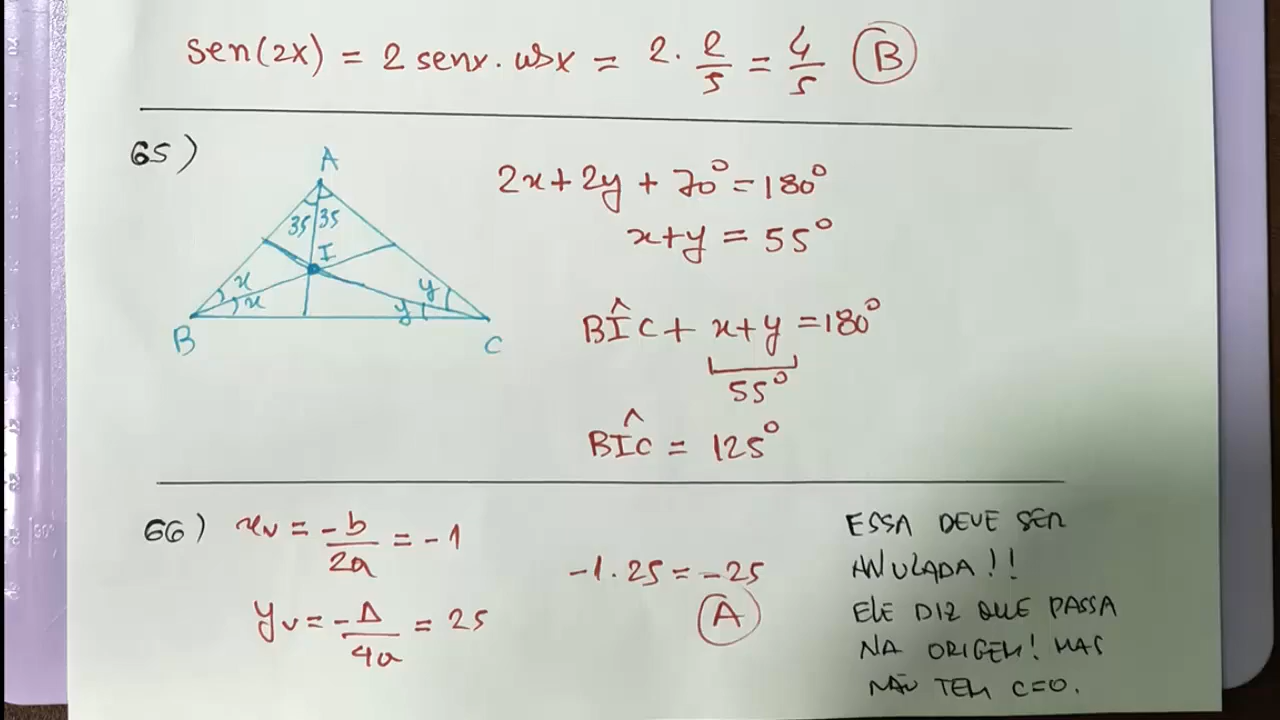 sen(2x) = 2 senx. cosx = 2. 2/5 = 4/5 (B)
65)
A
35 35
I
x
x
y
y
B
C
2x + 2y + 70° = 180°
x+y = 55°
BÎC + x+y = 180°
55°
BÎC = 125°
66) xv = -b/2a = -1
yv = -Δ/4a = 25
-1.25 = -25
(A)
ESSA DEVE SER
ANULADA!!
ELE DIZ QUE PASSA
NA ORIGEM! MAS
NÃO TEM C=0.